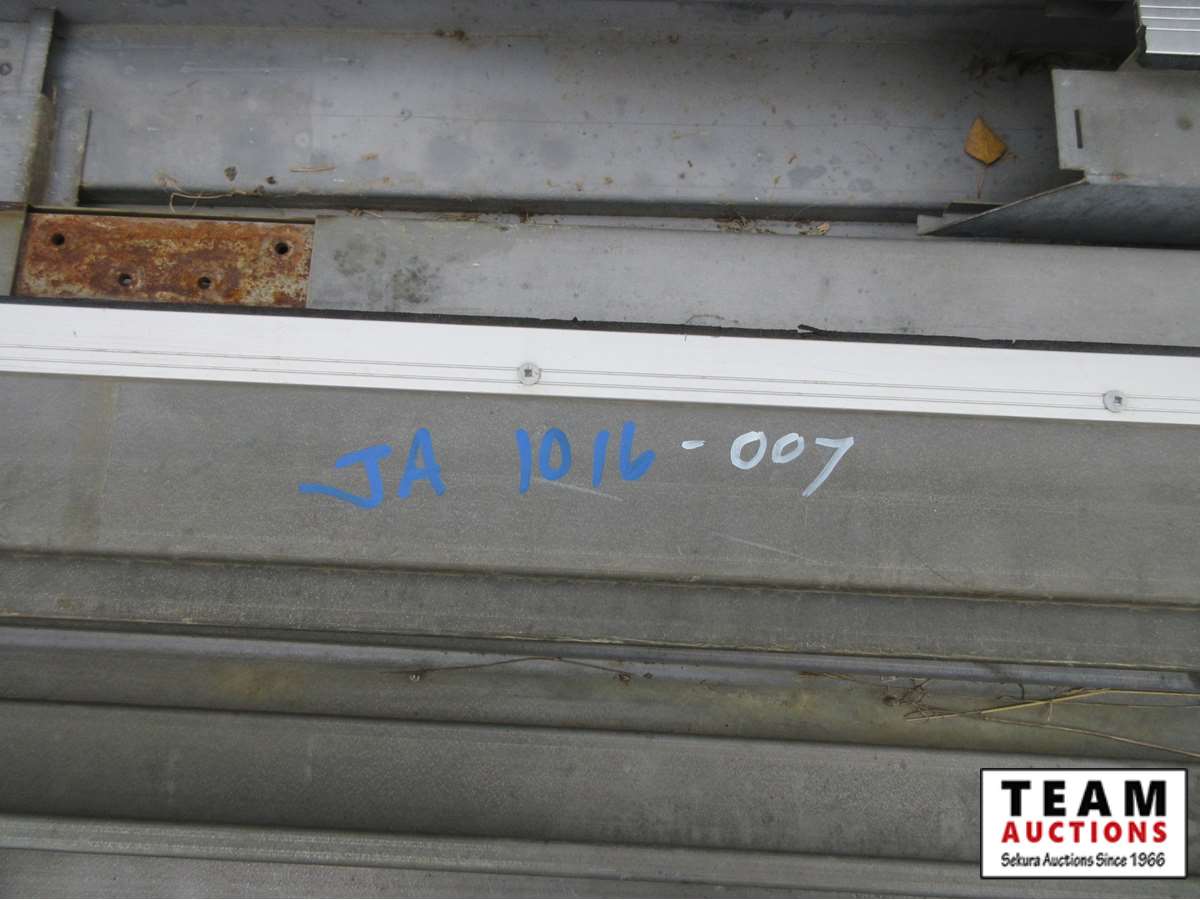 JA 1016-007
TEAM
AUCTIONS
Sekura Auctions Since 1966